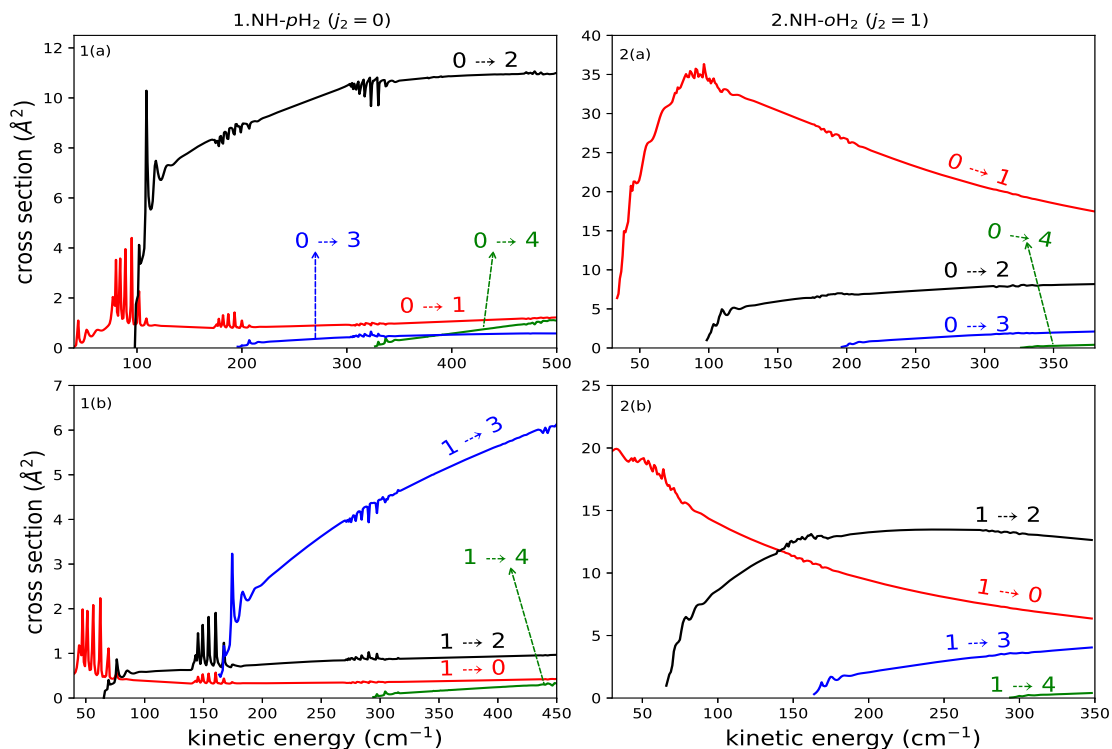 1.NH-pH₂ (j₂ = 0)
2.NH-oH₂ (j₂ = 1)
1(a)
0 ⇢ 2
0 ⇢ 3
0 ⇢ 4
0 ⇢ 1
cross section (Å²)
0
2
4
6
8
10
12
100
200
300
400
500
2(a)
0 ⇢ 1
0 ⇢ 4
0 ⇢ 2
0 ⇢ 3
0
5
10
15
20
25
30
35
40
50
100
150
200
250
300
350
1(b)
1 ⇢ 3
1 ⇢ 4
1 ⇢ 2
1 ⇢ 0
cross section (Å²)
0
1
2
3
4
5
6
7
50
100
150
200
250
300
350
400
450
kinetic energy (cm⁻¹)
2(b)
1 ⇢ 2
1 ⇢ 0
1 ⇢ 3
1 ⇢ 4
0
5
10
15
20
25
50
100
150
200
250
300
350
kinetic energy (cm⁻¹)